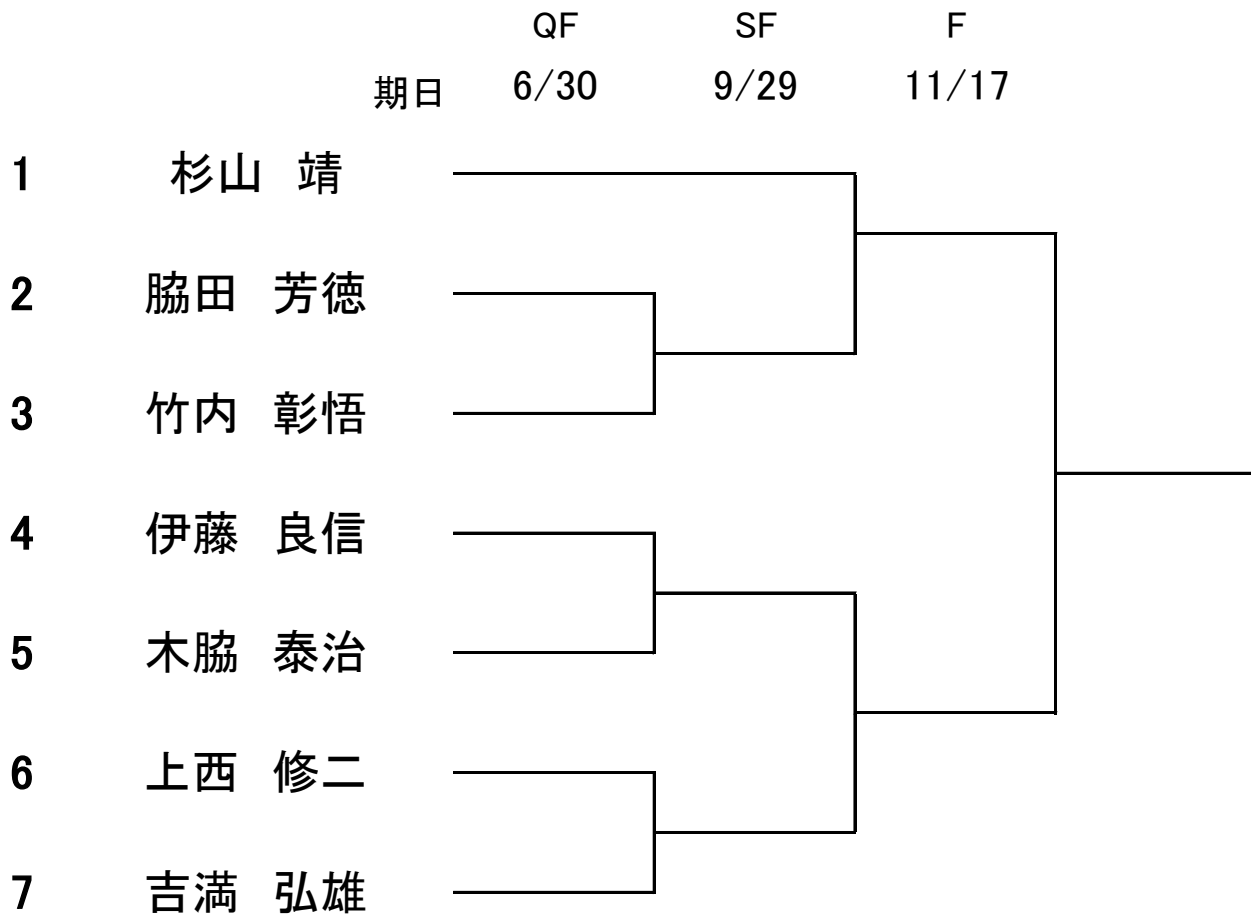 QF SF F
期日 6/30 9/29 11/17
1 杉山 靖
2 脇田 芳徳
3 竹内 彰悟
4 伊藤 良信
5 木脇 泰治
6 上西 修二
7 吉満 弘雄